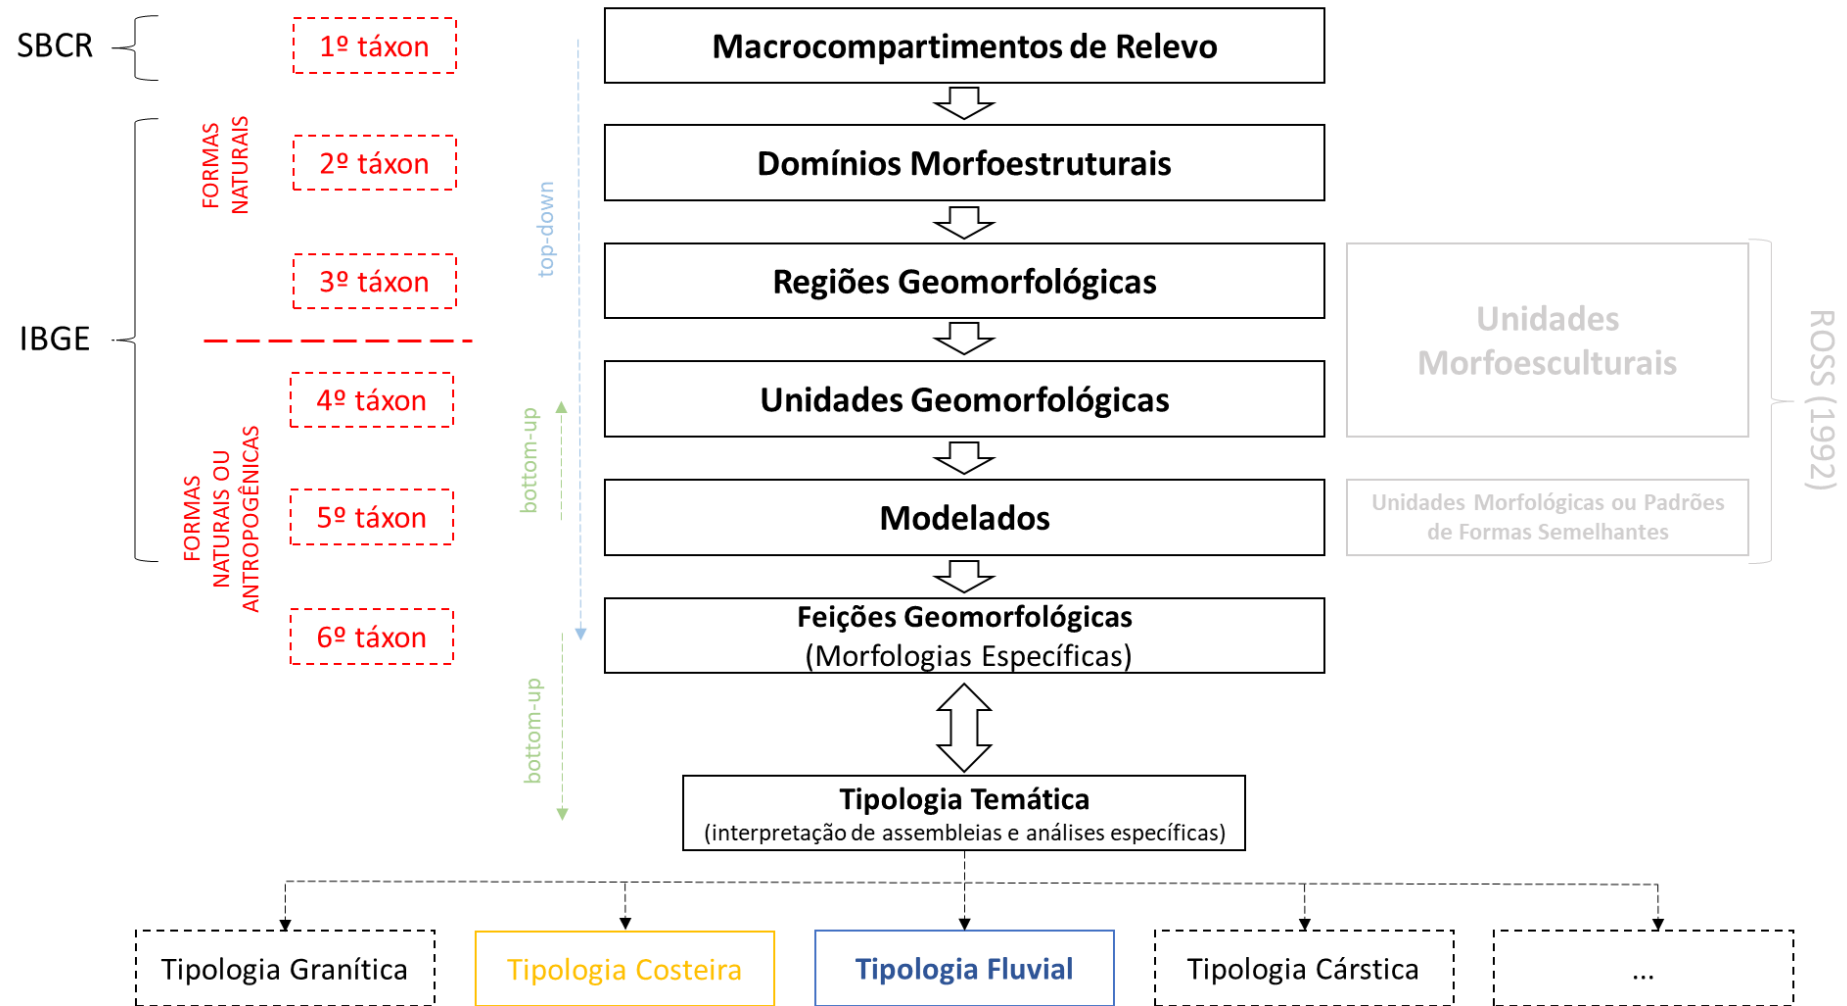 SBCR
1º táxon
Macrocompartimentos de Relevo
FORMAS
NATURAIS
2º táxon
Domínios Morfoestruturais
top-down
3º táxon
Regiões Geomorfológicas
Unidades
Morfoesculturais
ROSS (1992)
IBGE
4º táxon
Unidades Geomorfológicas
bottom-up
FORMAS
NATURAIS OU
ANTROPOGÊNICAS
5º táxon
Modelados
Unidades Morfológicas ou Padrões
de Formas Semelhantes
6º táxon
Feições Geomorfológicas
(Morfologias Específicas)
bottom-up
Tipologia Temática
(interpretação de assembleias e análises específicas)
Tipologia Granítica
Tipologia Costeira
Tipologia Fluvial
Tipologia Cárstica
...